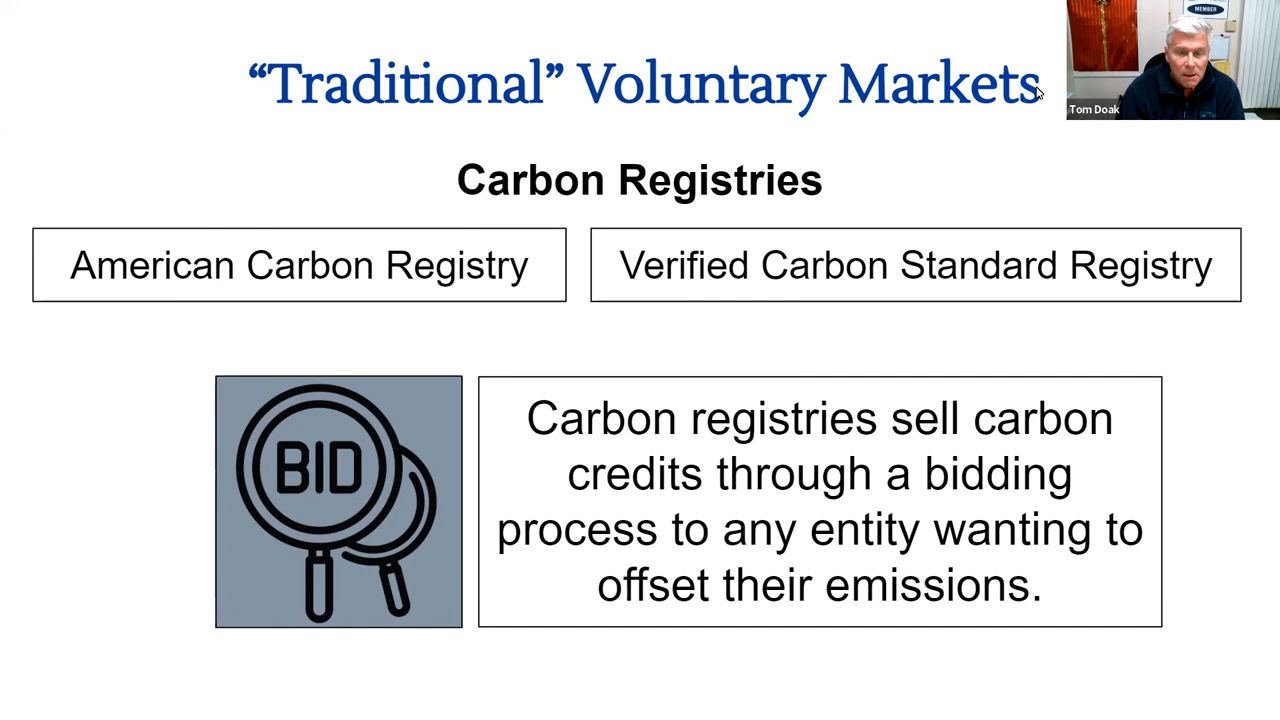 MEMBER
“Traditional” Voluntary Markets
Tom Doak
Carbon Registries
American Carbon Registry
Verified Carbon Standard Registry
BID
Carbon registries sell carbon
credits through a bidding
process to any entity wanting to
offset their emissions.